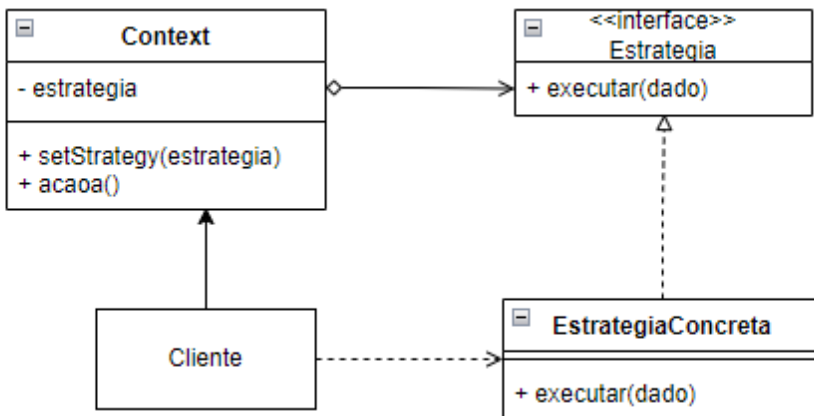 Context
- estrategia
+ setStrategy(estrategia)
+ acaoa()
<<interface>>
Estrategia
+ executar(dado)
Cliente
EstrategiaConcreta
+ executar(dado)